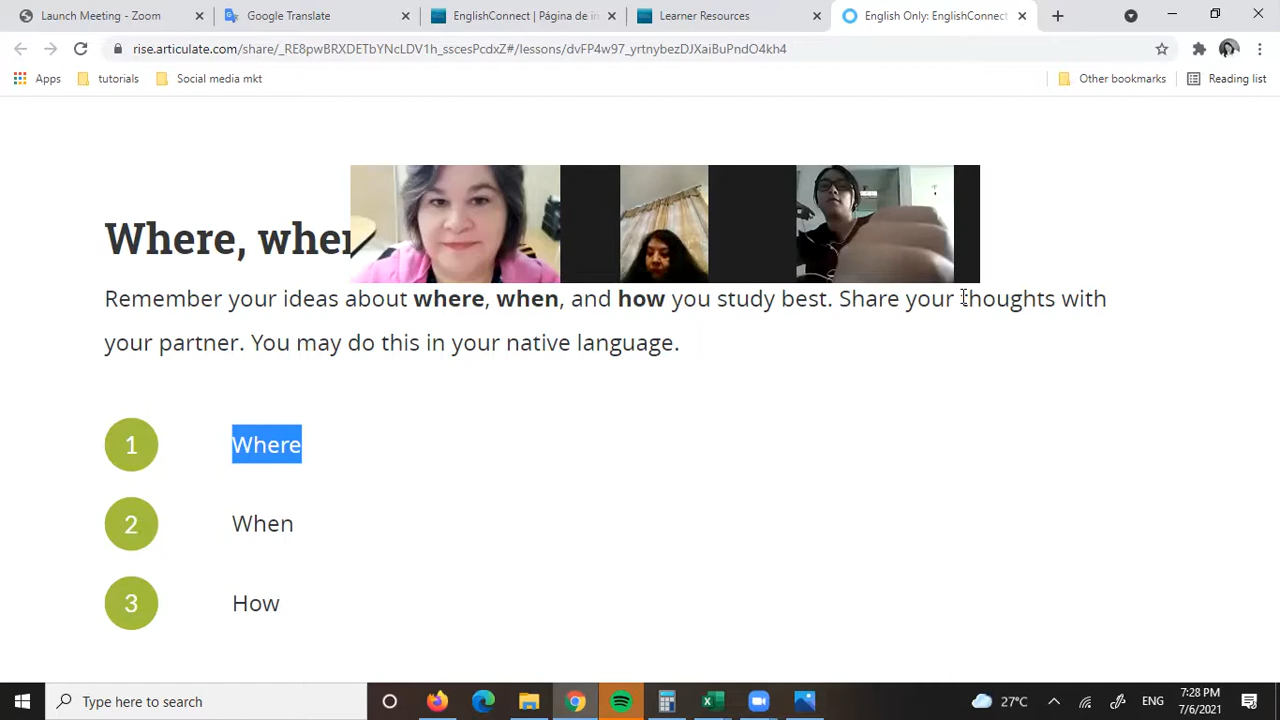 Launch Meeting - Zoom
Google Translate
EnglishConnect | Página de in
Learner Resources
English Only: EnglishConnect
rise.articulate.com/share/_RE8pwBRXDETbYNcLDV1h_sscesPcdxZ#/lessons/dvFP4w97_yrtnybezDJXaiBuPndO4kh4
Apps
tutorials
Social media mkt
Other bookmarks
Reading list
Where, when
Remember your ideas about where, when, and how you study best. Share your thoughts with
your partner. You may do this in your native language.
1 Where
2 When
3 How
Type here to search
27°C
ENG
7:28 PM
7/6/2021